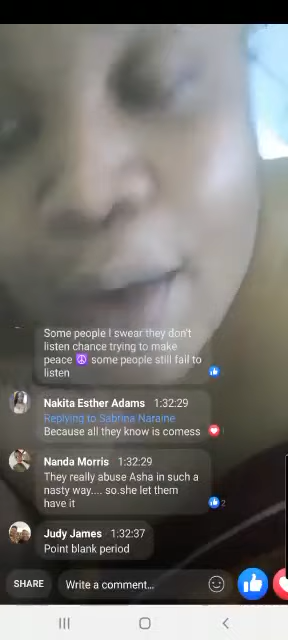 Some people I swear they don't
listen chance trying to make
peace ☮️ some people still fail to
listen
Nakita Esther Adams 1:32:29
Replying to Sabrina Naraine
Because all they know is comess
Nanda Morris 1:32:29
They really abuse Asha in such a
nasty way.... so.she let them
have it
2
Judy James 1:32:37
Point blank period
SHARE Write a comment...